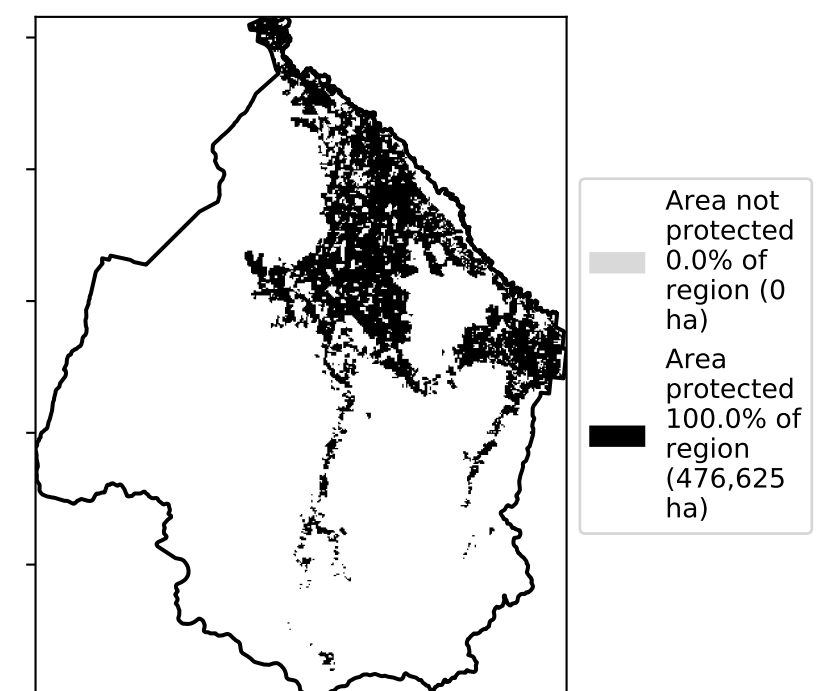 Area not
protected
0.0% of
region (0
ha)
Area
protected
100.0% of
region
(476,625
ha)